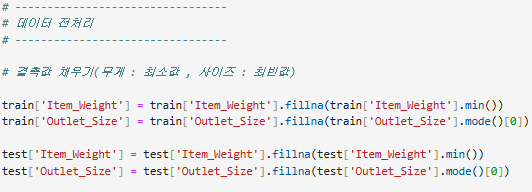 # ---------------------------------
# 데이터 전처리
# ---------------------------------
# 결측값 채우기(무게 : 최소값 , 사이즈 : 최빈값)
train['Item_Weight'] = train['Item_Weight'].fillna(train['Item_Weight'].min())
train['Outlet_Size'] = train['Outlet_Size'].fillna(train['Outlet_Size'].mode()[0])
test['Item_Weight'] = test['Item_Weight'].fillna(test['Item_Weight'].min())
test['Outlet_Size'] = test['Outlet_Size'].fillna(test['Outlet_Size'].mode()[0])